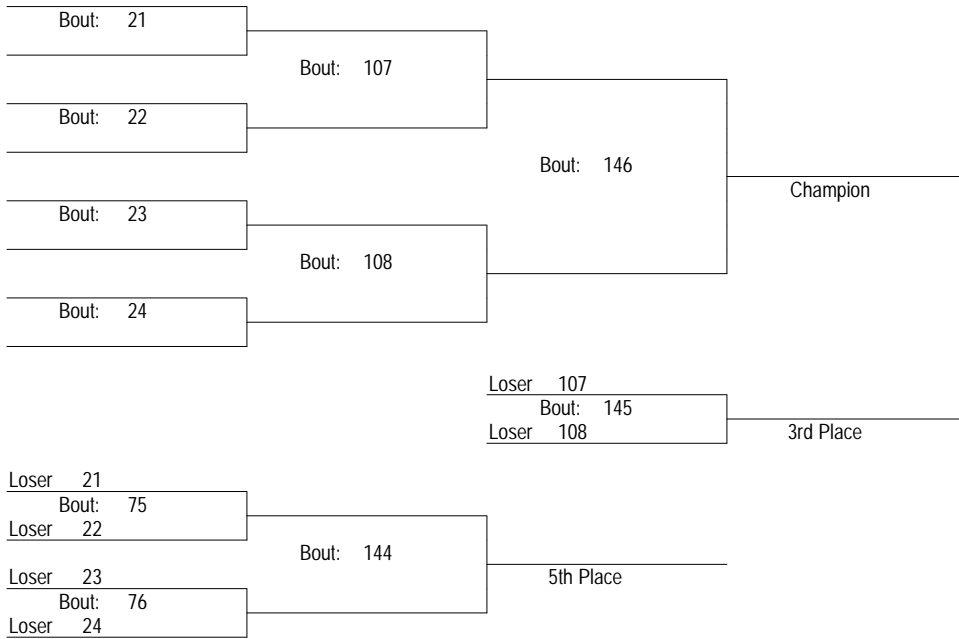 Bout: 21
Bout: 107
Bout: 22
Bout: 146
Champion
Bout: 23
Bout: 108
Bout: 24
Loser 107
Bout: 145
Loser 108
3rd Place
Loser 21
Bout: 75
Loser 22
Bout: 144
5th Place
Loser 23
Bout: 76
Loser 24